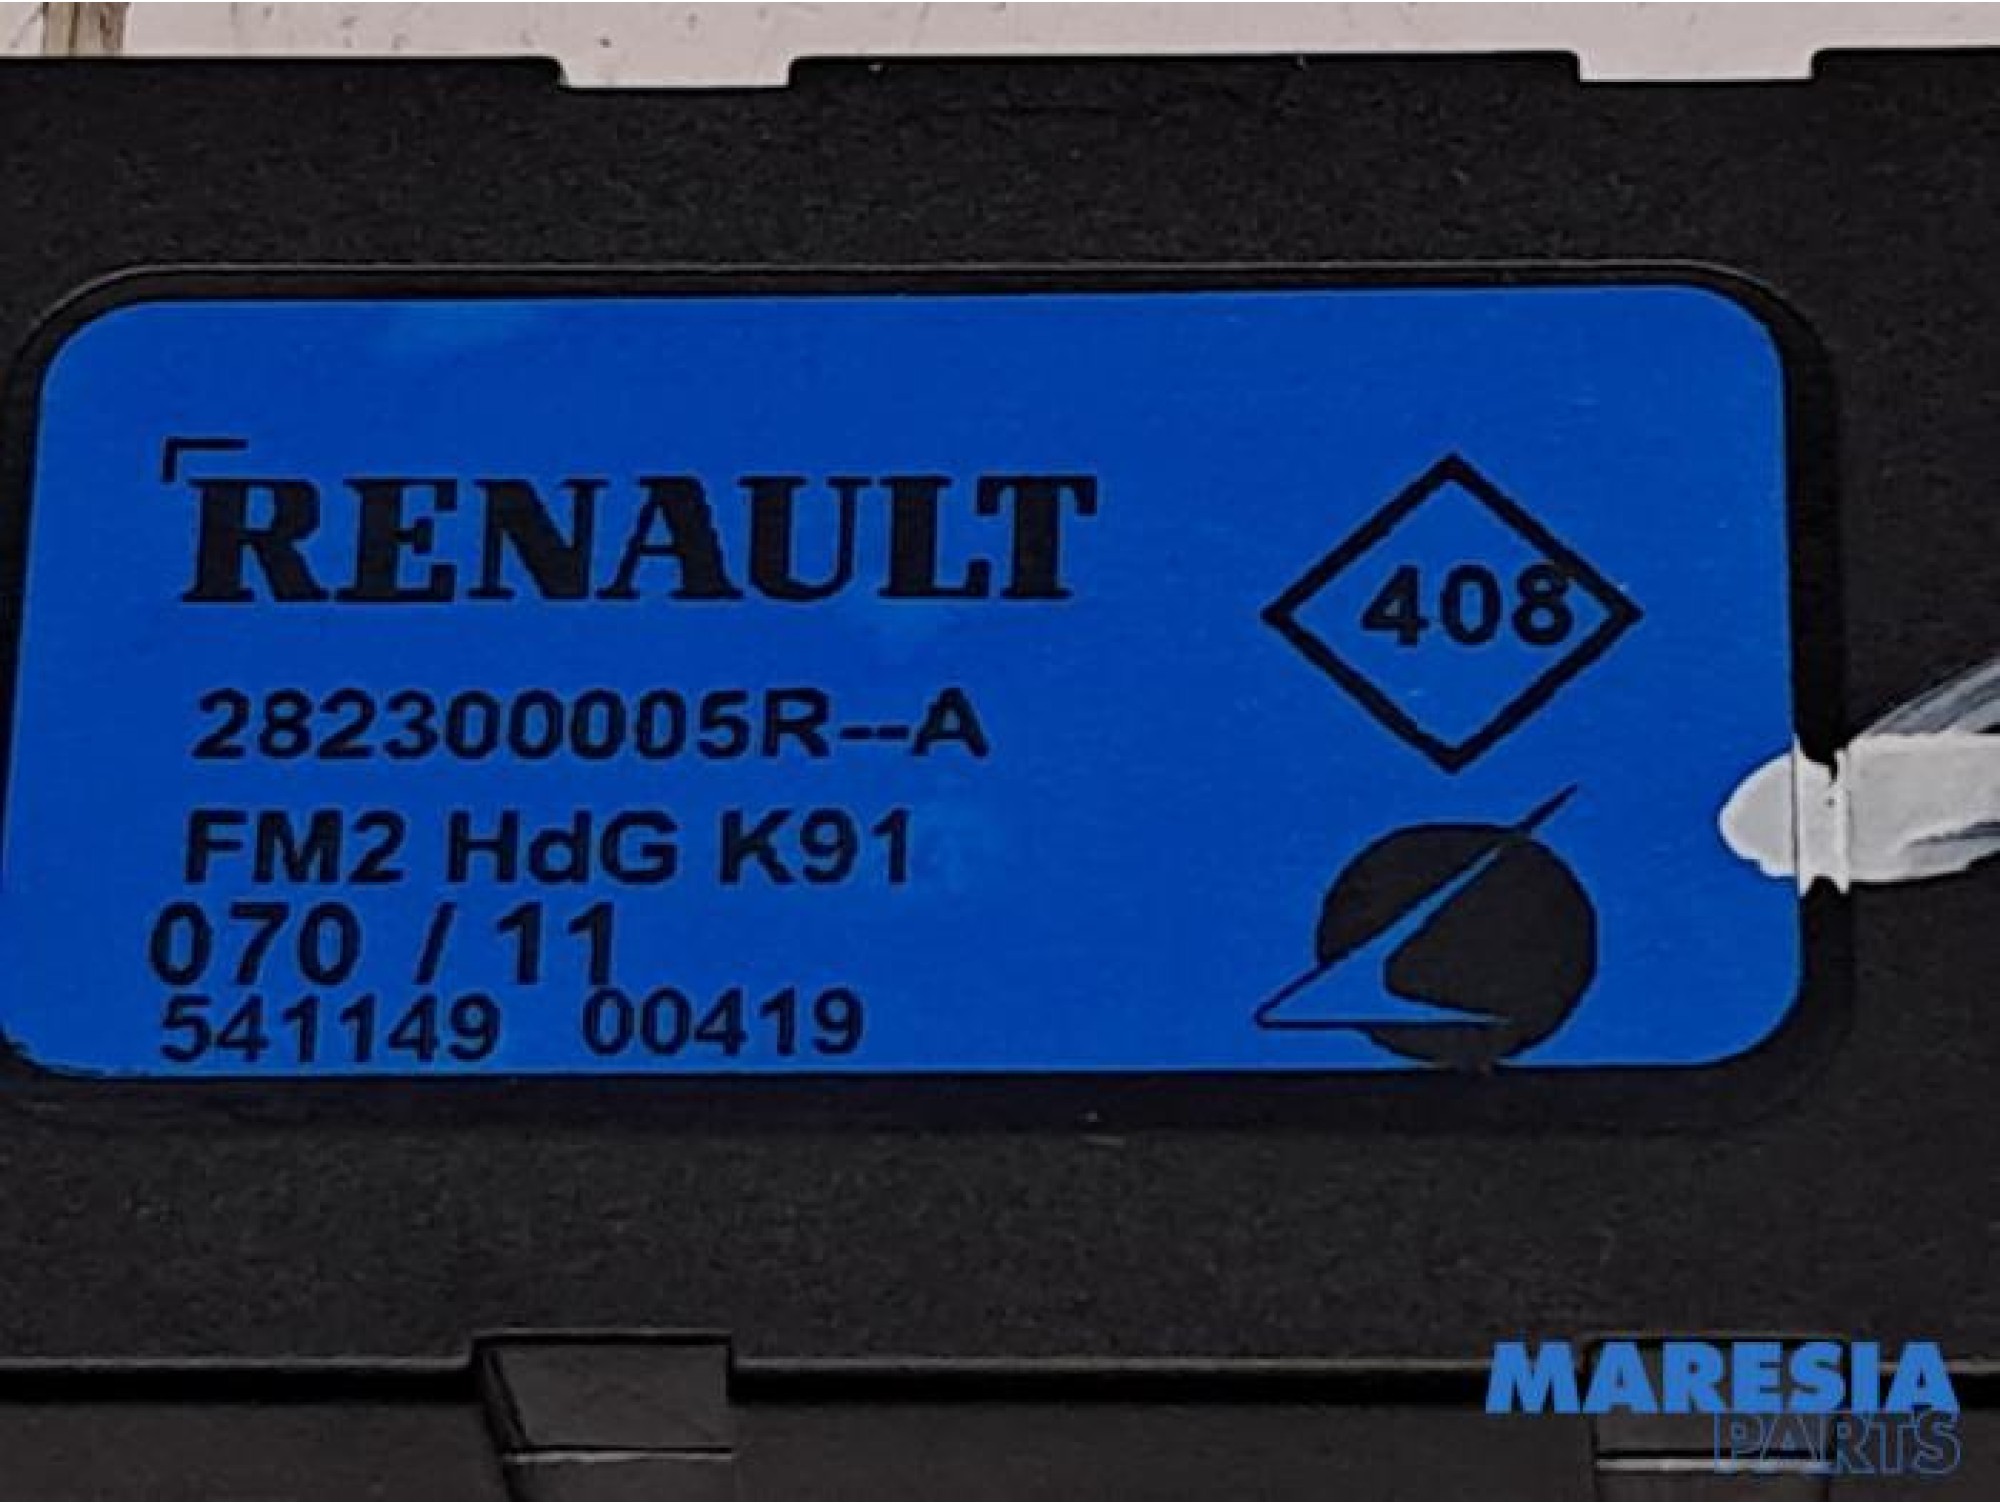 RENAULT
408
282300005R--A
FM2 HdG K91
070 / 11
541149 00419
MARESIA
PARTS